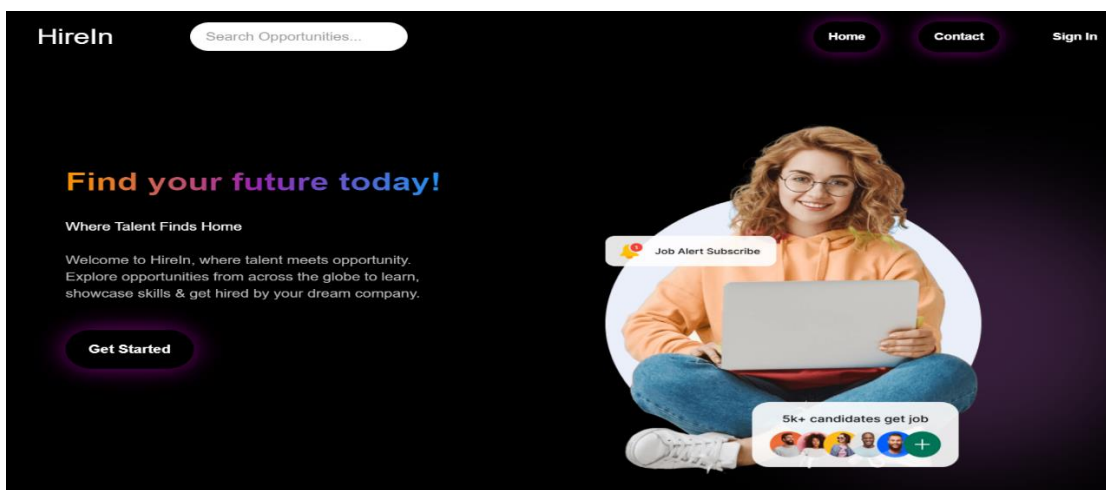 HireIn
Search Opportunities...
Home
Contact
Sign In
Find your future today!
Where Talent Finds Home
Welcome to HireIn, where talent meets opportunity.
Explore opportunities from across the globe to learn,
showcase skills & get hired by your dream company.
Get Started
1
Job Alert Subscribe
5k+ candidates get job